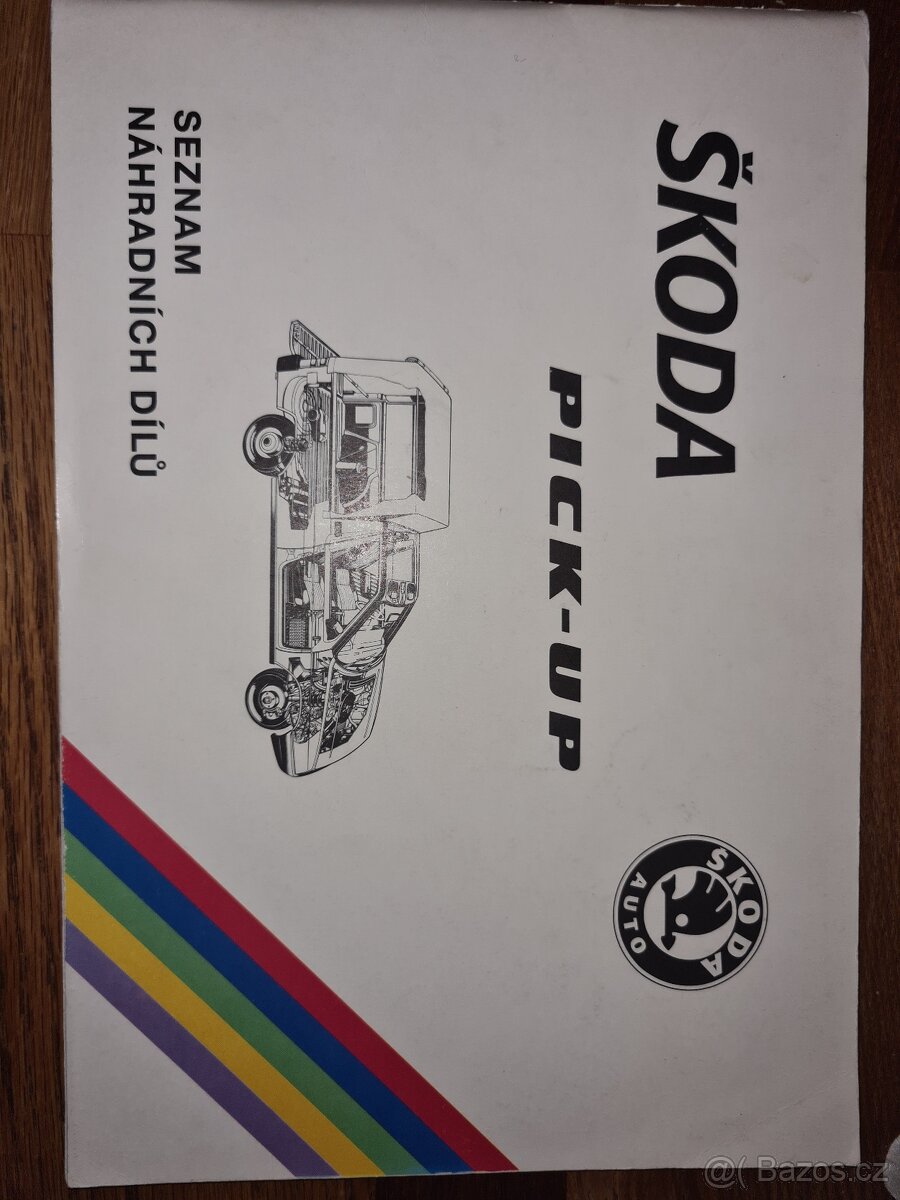 ŠKODA
PICK-UP
ŠKODA
AUTO
SEZNAM
NÁHRADNÍCH DÍLŮ
@( Bazos.cz